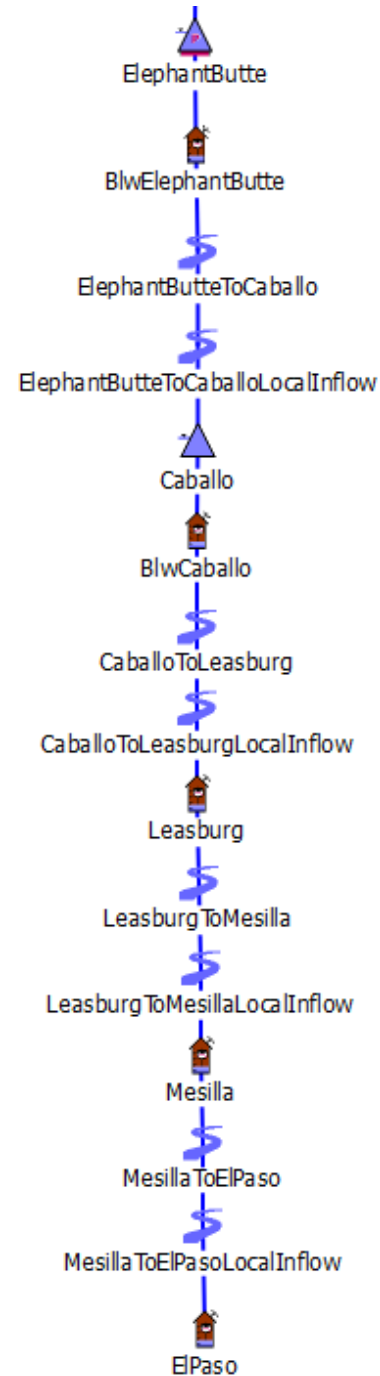 ElephantButte
BlwElephantButte
ElephantButteToCaballo
ElephantButteToCaballoLocalInflow
Caballo
BlwCaballo
CaballoToLeasburg
CaballoToLeasburgLocalInflow
Leasburg
LeasburgToMesilla
LeasburgToMesillaLocalInflow
Mesilla
MesillaToElPaso
MesillaToElPasoLocalInflow
ElPaso